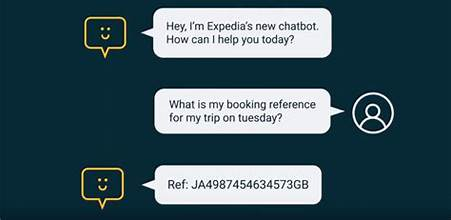 Hey, I'm Expedia's new chatbot.
How can I help you today?
What is my booking reference
for my trip on tuesday?
Ref: JA4987454634573GB